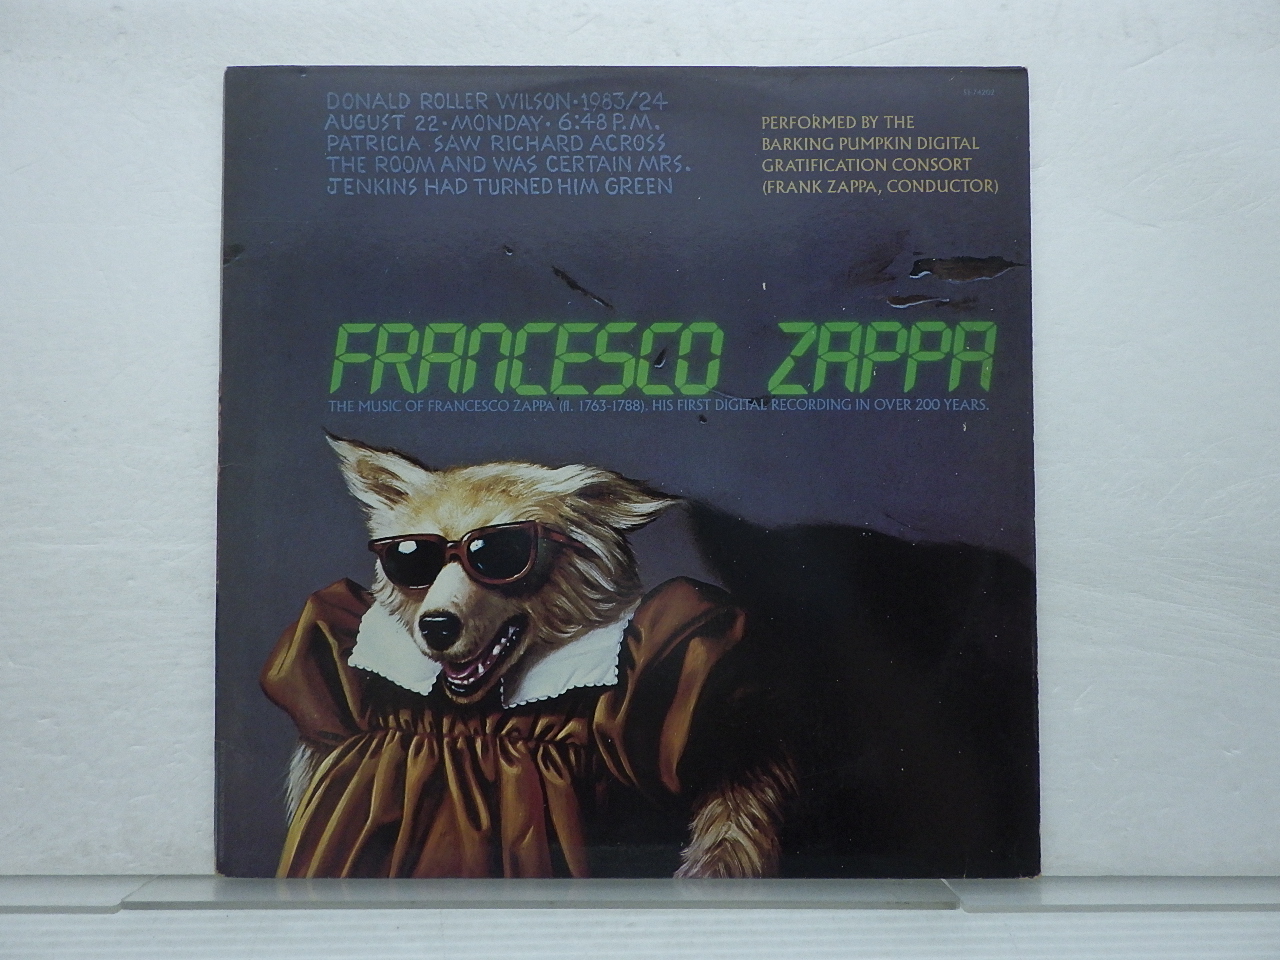 DONALD ROLLER WILSON·1983/24
AUGUST 22·MONDAY·6:48 P.M.
PATRICIA SAW RICHARD ACROSS
THE ROOM AND WAS CERTAIN MRS.
JENKINS HAD TURNED HIM GREEN
PERFORMED BY THE
BARKING PUMPKIN DIGITAL
GRATIFICATION CONSORT
(FRANK ZAPPA, CONDUCTOR)
FRANCESCO ZAPPA
THE MUSIC OF FRANCESCO ZAPPA (fl. 1763-1788). HIS FIRST DIGITAL RECORDING IN OVER 200 YEARS.